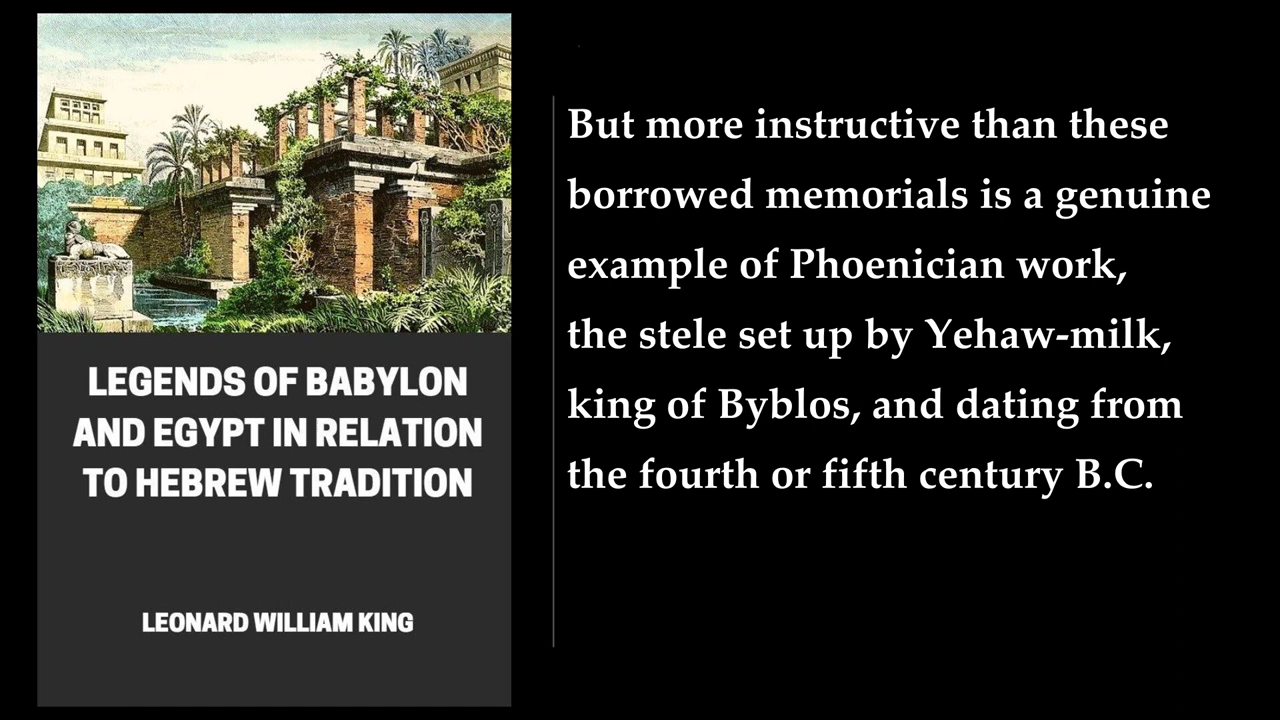 LEGENDS OF BABYLON
AND EGYPT IN RELATION
TO HEBREW TRADITION
LEONARD WILLIAM KING
But more instructive than these
borrowed memorials is a genuine
example of Phoenician work,
the stele set up by Yehaw-milk,
king of Byblos, and dating from
the fourth or fifth century B.C.